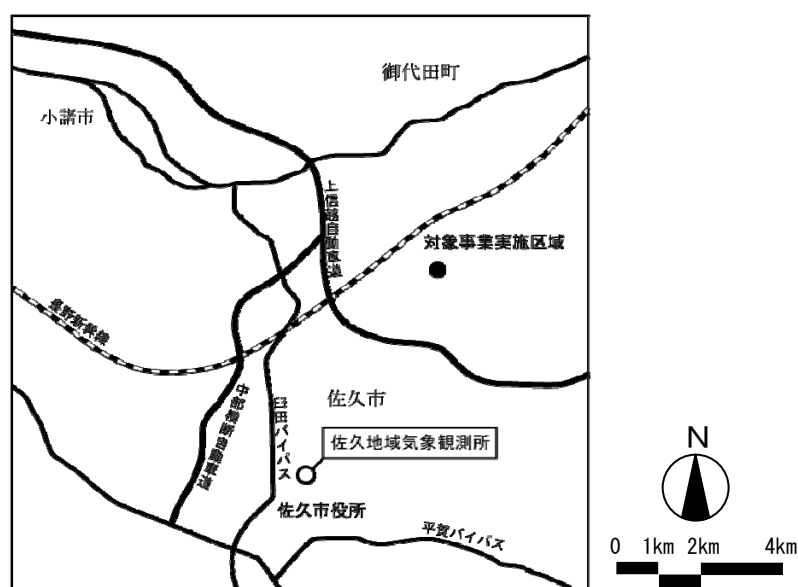 御代田町
小諸市
上信越自動車道
対象事業実施区域
長野新幹線
佐久市
中部横断自動車道
臼田バイパス
佐久地域気象観測所
佐久市役所
平賀バイパス
N
0 1km 2km 4km